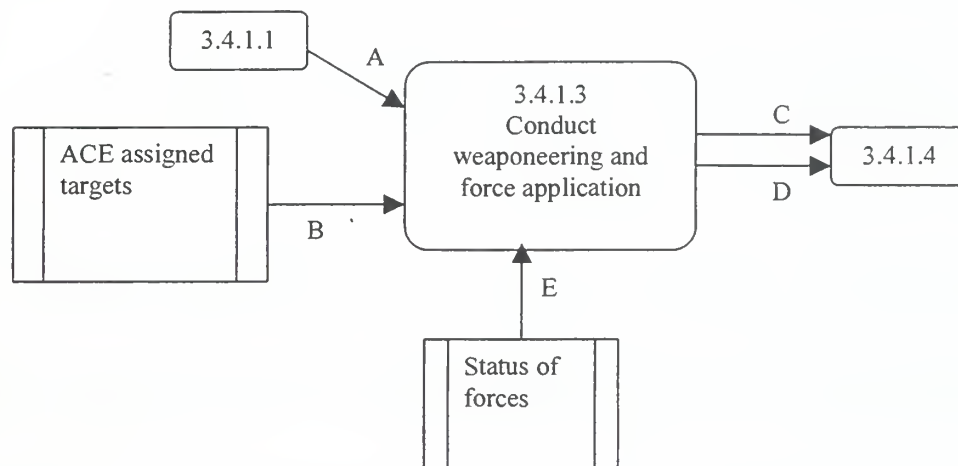 3.4.1.1
A
3.4.1.3
Conduct
weaponeering and
force application
C
3.4.1.4
D
ACE assigned
targets
B
E
Status of
forces